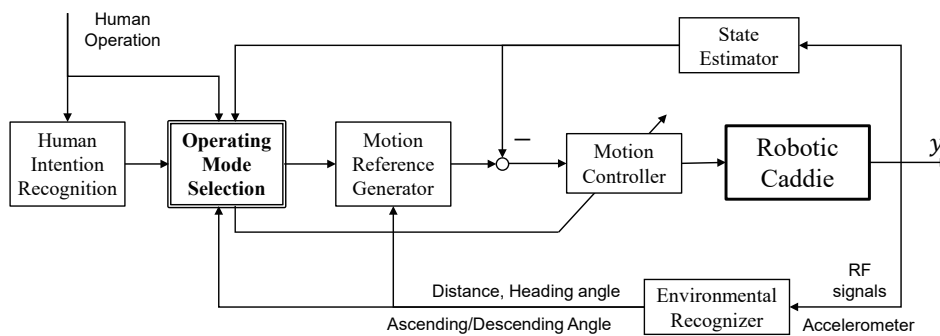 Human
Operation
State
Estimator
Human
Intention
Recognition
Operating
Mode
Selection
Motion
Reference
Generator
−
Motion
Controller
Robotic
Caddie
y
Distance, Heading angle
Ascending/Descending Angle
Environmental
Recognizer
RF
signals
Accelerometer